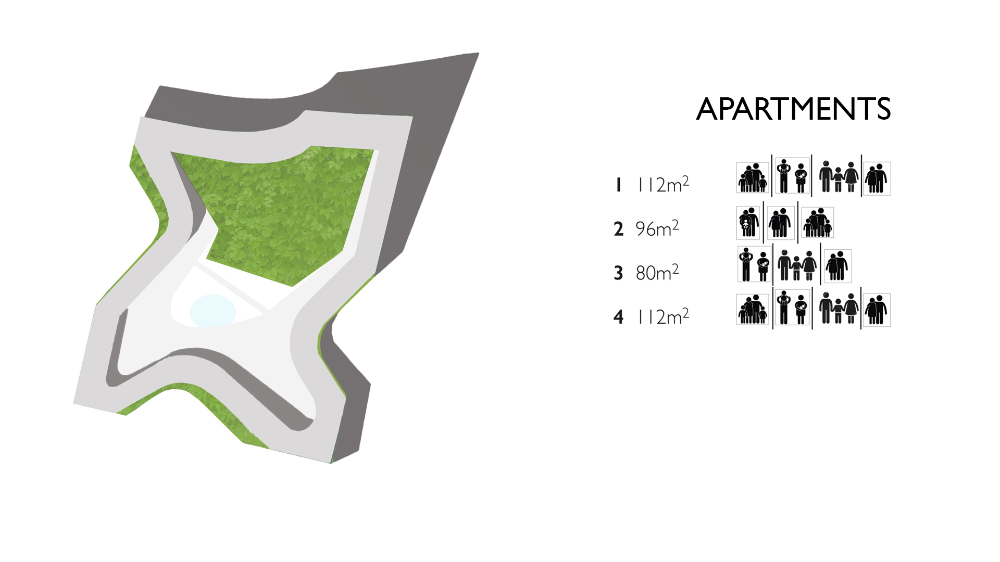 APARTMENTS
1 112m²
2 96m²
3 80m²
4 112m²